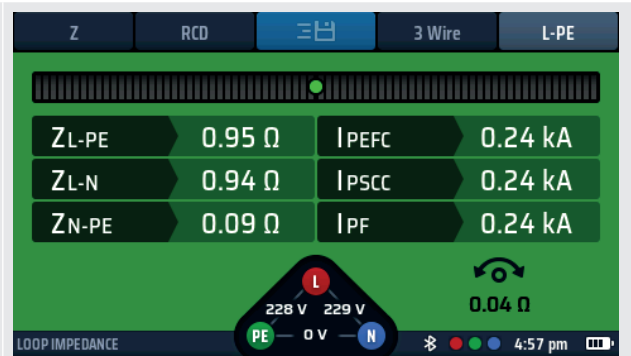 Z RCD 3 Wire L-PE
ZL-PE 0.95 Ω IPEFC 0.24 kA
ZL-N 0.94 Ω IPSCC 0.24 kA
ZN-PE 0.09 Ω IPF 0.24 kA
L
228 V 229 V
0.04 Ω
PE 0 V N
LOOP IMPEDANCE 4:57 pm